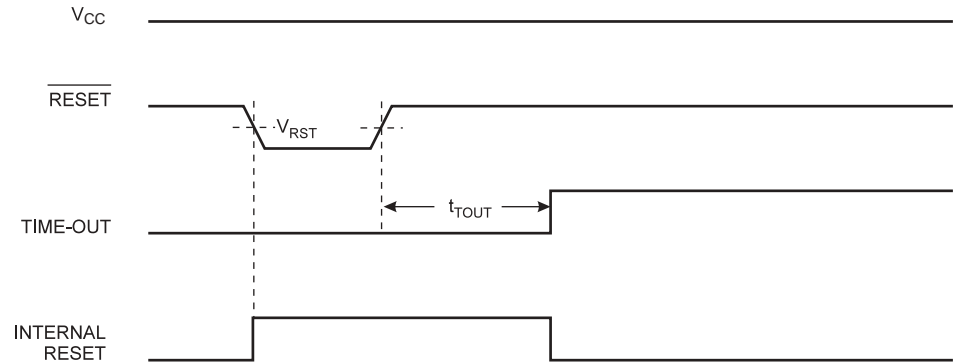 VCC
RESET
VRST
tTOUT
TIME-OUT
INTERNAL
RESET